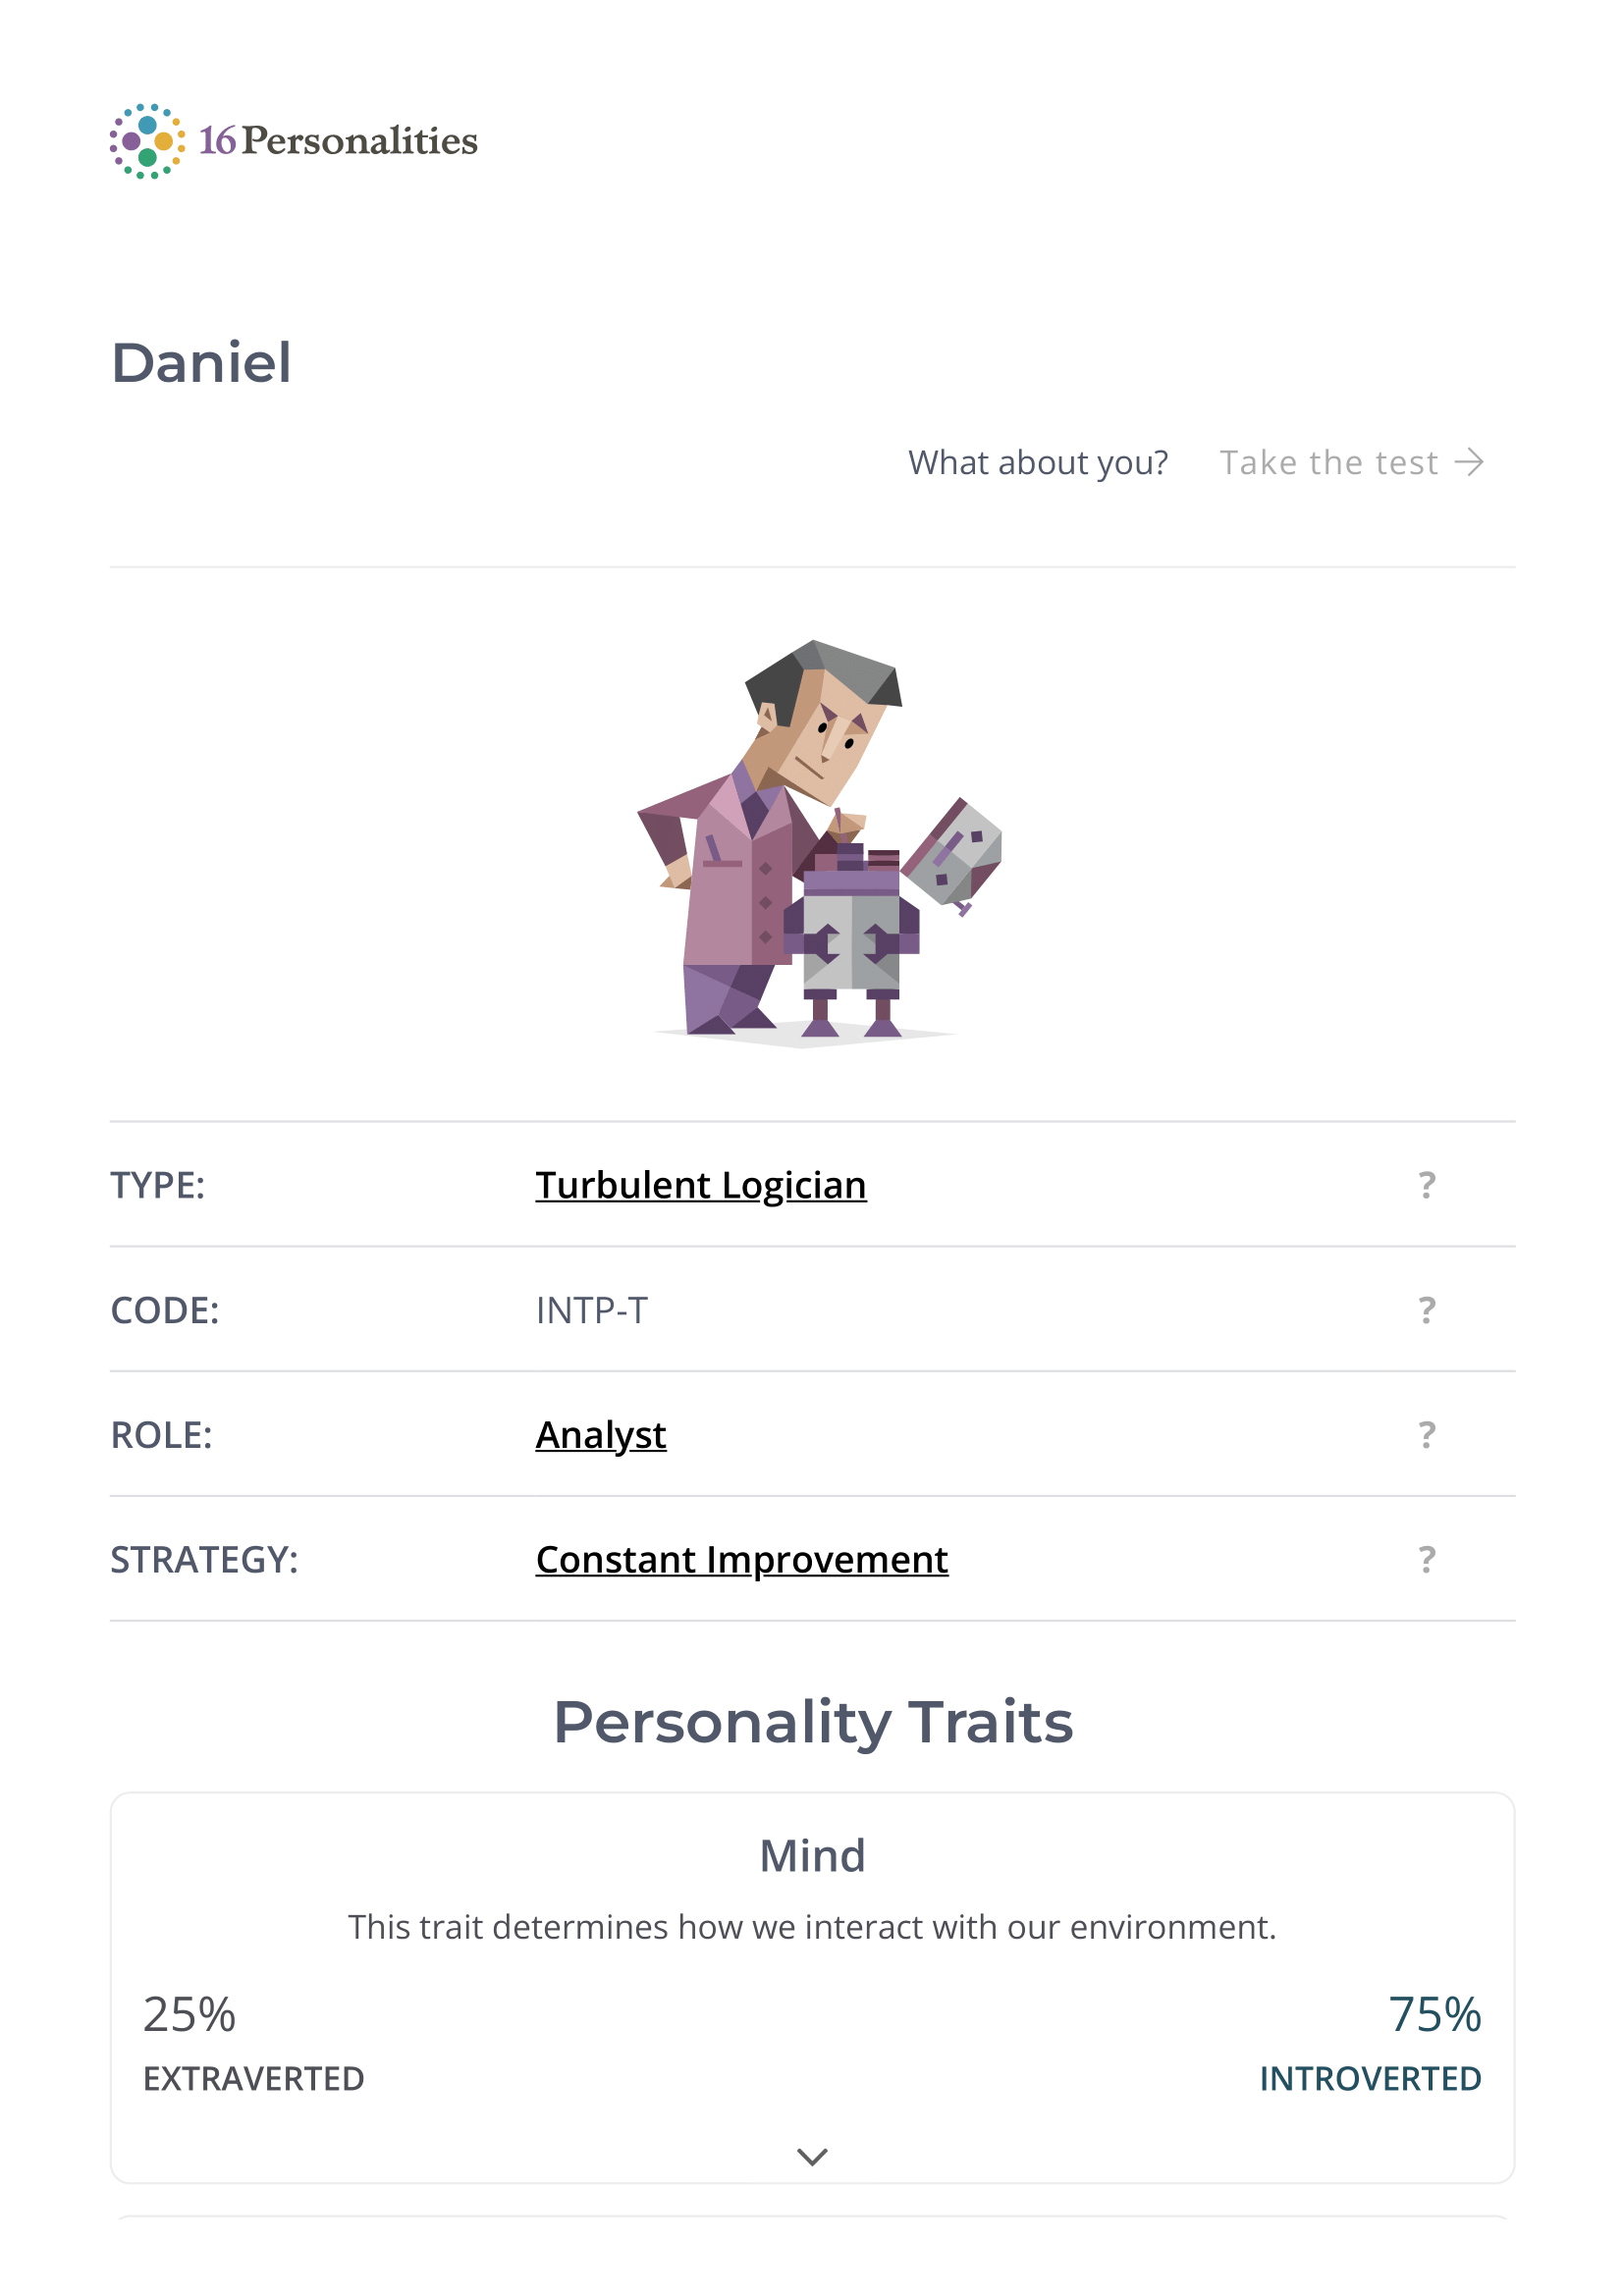 16Personalities
Daniel
What about you? Take the test →
TYPE: Turbulent Logician ?
CODE: INTP-T ?
ROLE: Analyst ?
STRATEGY: Constant Improvement ?
Personality Traits
Mind
This trait determines how we interact with our environment.
25% 75%
EXTRAVERTED INTROVERTED